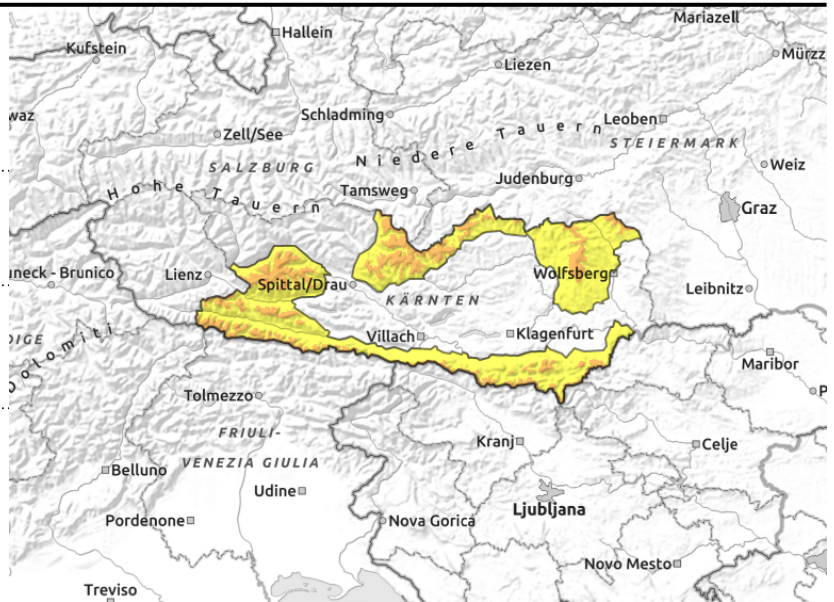 Mariazell
Hallein
Kufstein
Mürzz
Liezen
waz
Schladming
Leoben
Zell/See
Niedere Tauern
STEIERMARK
SALZBURG
Weiz
Hohe Tauern
Tamsweg
Judenburg
Graz
uneck - Brunico
Lienz
Spittal/Drau
Wolfsberg
Leibnitz
KÄRNTEN
Villach
Klagenfurt
DIGE
Dolomiti
Maribor
Tolmezzo
P
FRIULI-
VENEZIA GIULIA
Kranj
Celje
Belluno
Udine
Ljubljana
Pordenone
Nova Gorica
Novo Mesto
Treviso